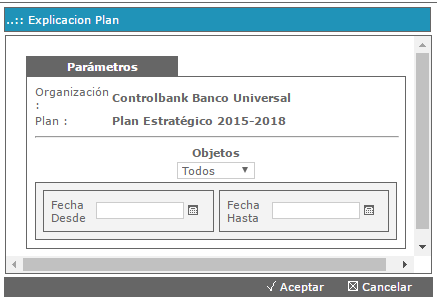 ..:: Explicacion Plan
Parámetros
Organización
: Controlbank Banco Universal
Plan : Plan Estratégico 2015-2018
Objetos
Todos
Fecha
Desde
Fecha
Hasta
Aceptar Cancelar